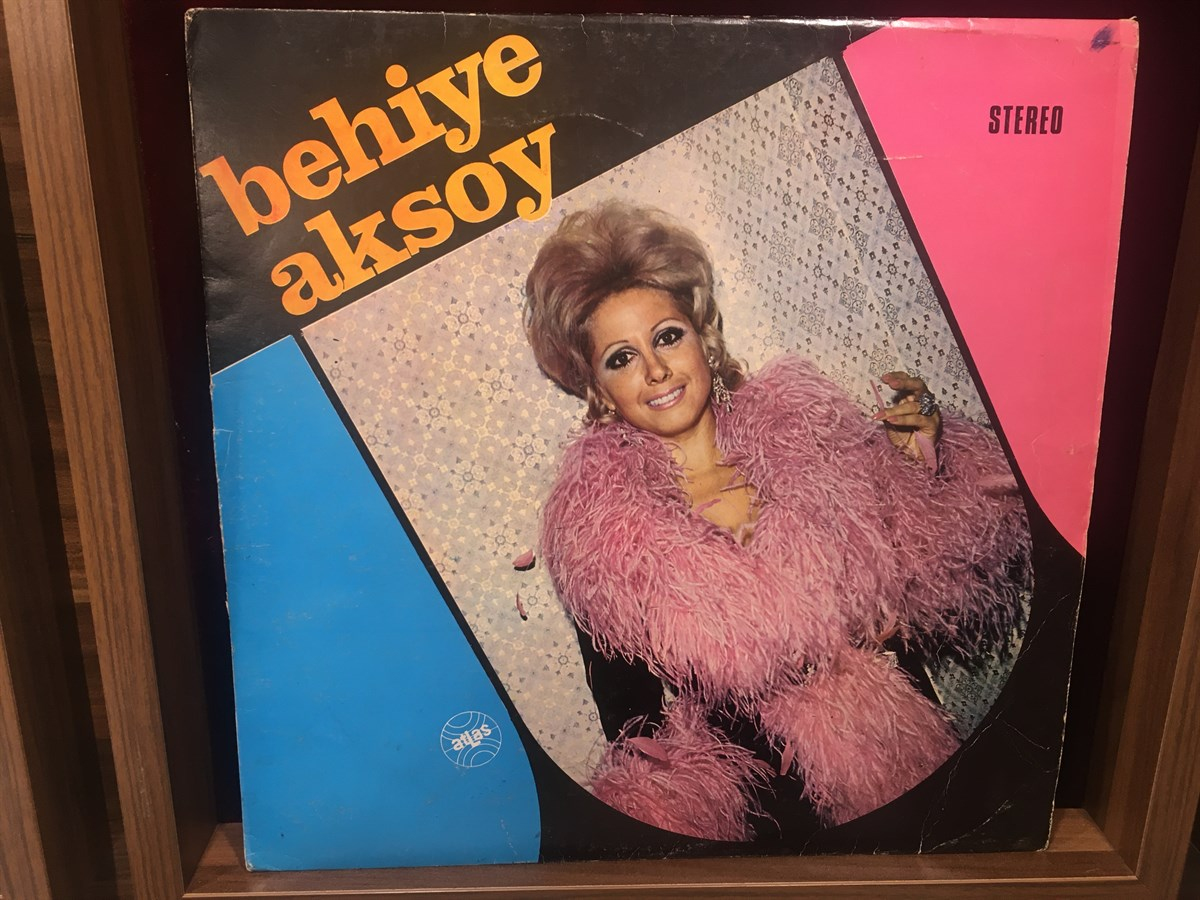 behiye
aksoy
STEREO
atlas